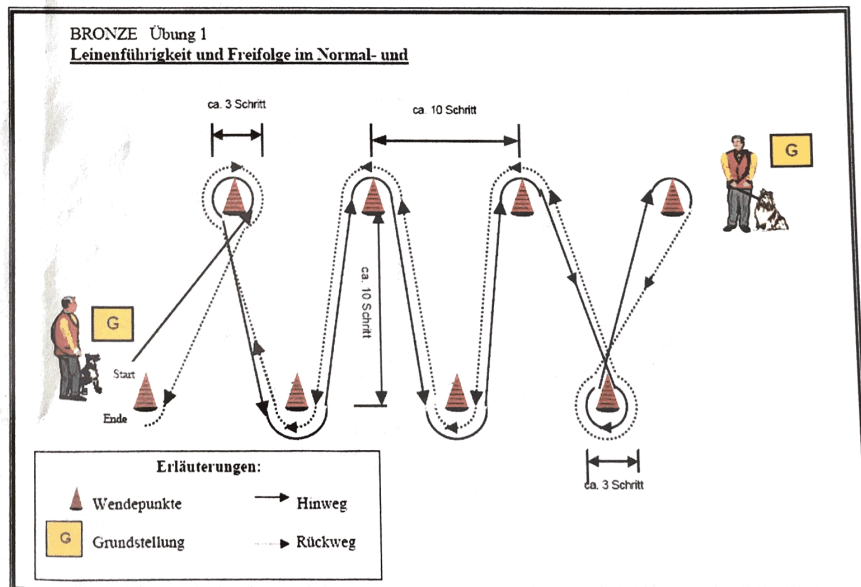 BRONZE Übung 1
Leinenführigkeit und Freifolge im Normal- und
ca. 3 Schritt
ca. 10 Schritt
G
G
ca. 10 Schritt
Start
Ende
ca. 3 Schritt
Erläuterungen:
Wendepunkte
Hinweg
G
Grundstellung
Rückweg